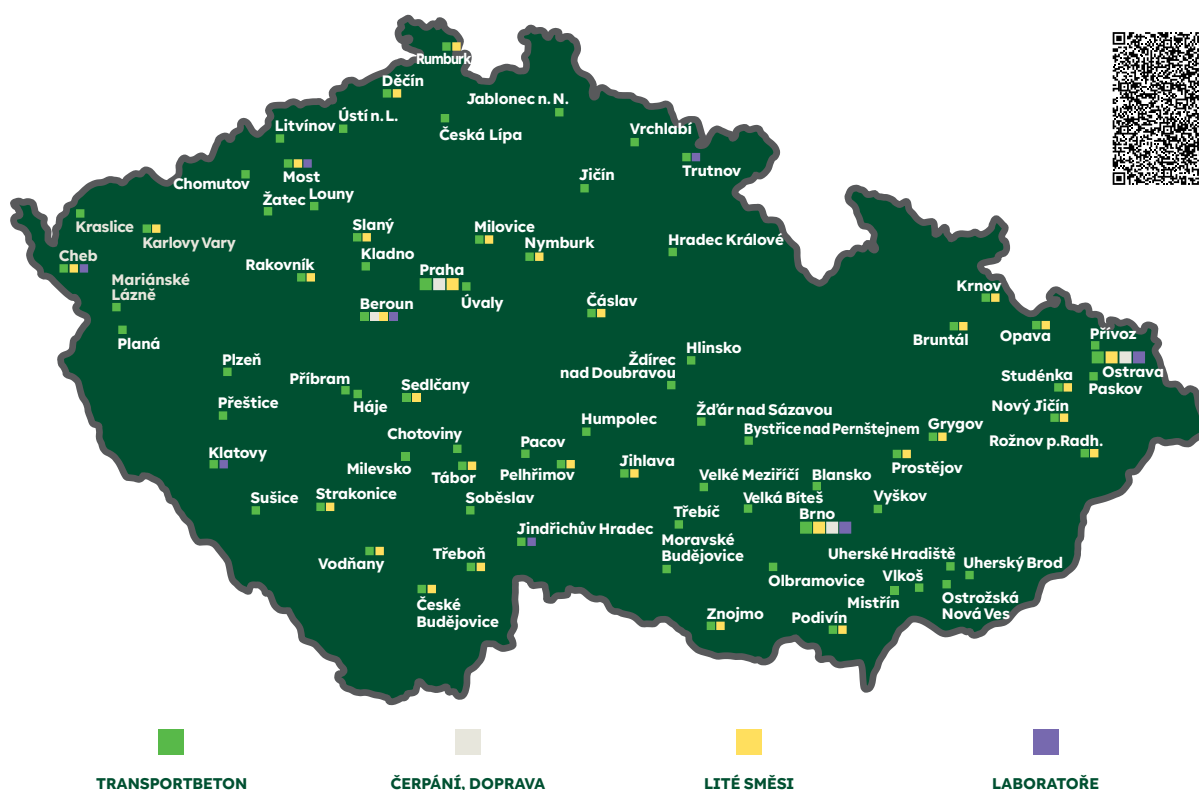 Rumburk
Děčín
Jablonec n. N.
Ústí n. L.
Litvínov
Česká Lípa
Vrchlabí
Trutnov
Most
Chomutov
Jičín
Žatec
Louny
Kraslice
Karlovy Vary
Slaný
Milovice
Nymburk
Hradec Králové
Cheb
Kladno
Rakovník
Praha
Mariánské
Lázně
Úvaly
Beroun
Čáslav
Krnov
Planá
Bruntál
Opava
Přívoz
Hlinsko
Plzeň
Ždírec
nad Doubravou
Ostrava
Studénka
Paskov
Příbram
Háje
Sedlčany
Přeštice
Nový Jičín
Žďár nad Sázavou
Humpolec
Bystřice nad Pernštejnem
Grygov
Chotoviny
Pacov
Rožnov p.Radh.
Klatovy
Milevsko
Tábor
Pelhřimov
Jihlava
Prostějov
Velké Meziříčí
Blansko
Sušice
Strakonice
Soběslav
Velká Bíteš
Vyškov
Třebíč
Brno
Jindřichův Hradec
Moravské
Budějovice
Vodňany
Třeboň
Uherské Hradiště
Uherský Brod
Olbramovice
Vlkoš
Mistřín
Ostrožská
Nová Ves
České
Budějovice
Znojmo
Podivín
TRANSPORTBETON
ČERPÁNÍ, DOPRAVA
LITÉ SMĚSI
LABORATOŘE